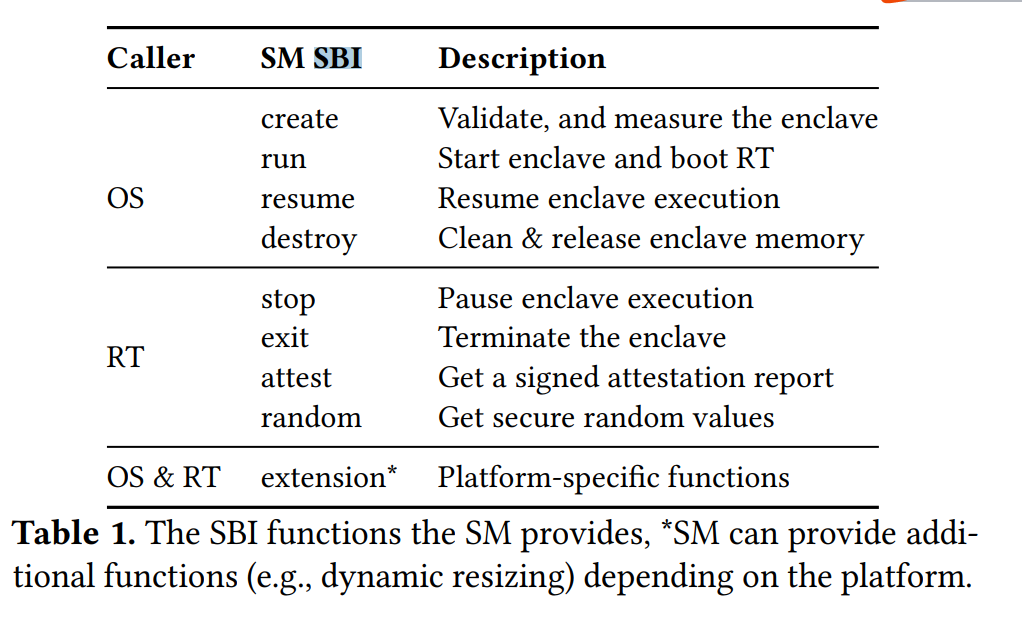 Caller SM SBI Description
create Validate, and measure the enclave
run Start enclave and boot RT
OS resume Resume enclave execution
destroy Clean & release enclave memory
stop Pause enclave execution
exit Terminate the enclave
RT
attest Get a signed attestation report
random Get secure random values
OS & RT extension* Platform-specific functions
Table 1. The SBI functions the SM provides, *SM can provide addi-
tional functions (e.g., dynamic resizing) depending on the platform.